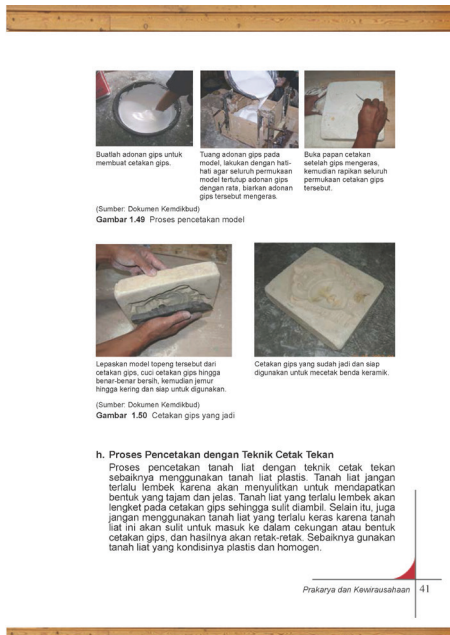 Buatlah adonan gips untuk
membuat cetakan gips.
Tuang adonan gips pada
model, lakukan dengan hati-
hati agar seluruh permukaan
model tertutup adonan gips
dengan rata, biarkan adonan
gips tersebut mengeras.
Buka papan cetakan
setelah gips mengeras,
kemudian rapikan seluruh
permukaan cetakan gips
tersebut.
(Sumber: Dokumen Kemdikbud)
Gambar 1.49 Proses pencetakan model
Lepaskan model topeng tersebut dari
cetakan gips, cuci cetakan gips hingga
benar-benar bersih, kemudian jemur
hingga kering dan siap untuk digunakan.
Cetakan gips yang sudah jadi dan siap
digunakan untuk mecetak benda keramik.
(Sumber: Dokumen Kemdikbud)
Gambar 1.50 Cetakan gips yang jadi
h. Proses Pencetakan dengan Teknik Cetak Tekan
Proses pencetakan tanah liat dengan teknik cetak tekan
sebaiknya menggunakan tanah liat plastis. Tanah liat jangan
terlalu lembek karena akan menyulitkan untuk mendapatkan
bentuk yang tajam dan jelas. Tanah liat yang terlalu lembek akan
lengket pada cetakan gips sehingga sulit diambil. Selain itu, juga
jangan menggunakan tanah liat yang terlalu keras karena tanah
liat ini akan sulit untuk masuk ke dalam cekungan atau bentuk
cetakan gips, dan hasilnya akan retak-retak. Sebaiknya gunakan
tanah liat yang kondisinya plastis dan homogen.
Prakarya dan Kewirausahaan 41